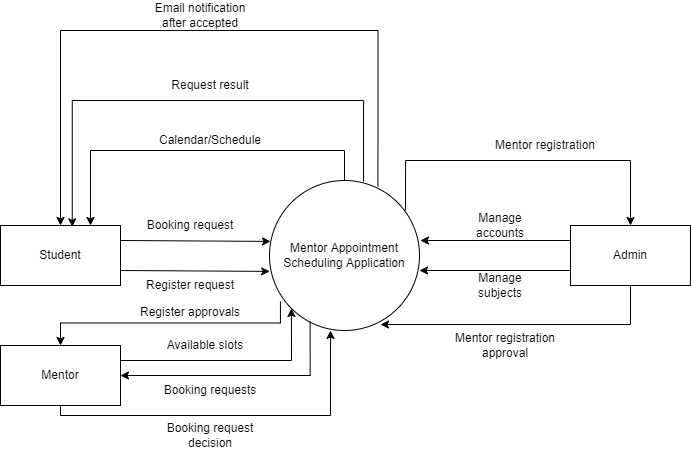 Email notification
after accepted
Request result
Calendar/Schedule
Mentor registration
Booking request
Manage
accounts
Student
Mentor Appointment
Scheduling Application
Admin
Register request
Manage
subjects
Register approvals
Available slots
Mentor registration
approval
Mentor
Booking requests
Booking request
decision